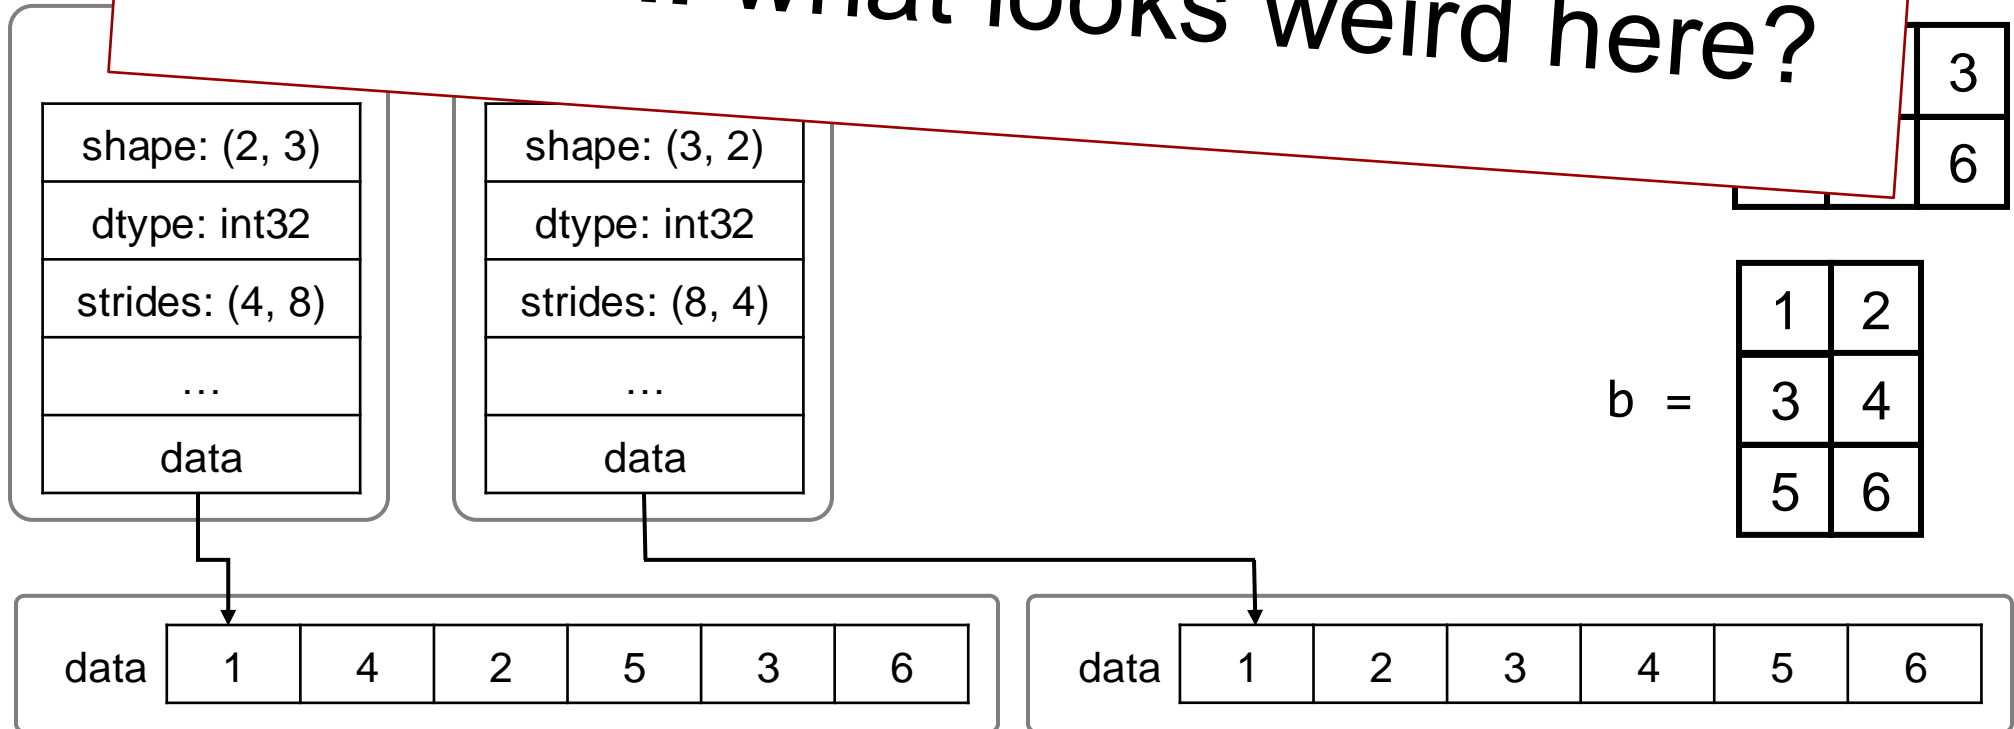 what looks weird here?
3
6
shape: (2, 3)
dtype: int32
strides: (4, 8)
...
data
shape: (3, 2)
dtype: int32
strides: (8, 4)
...
data
b =
1 2
3 4
5 6
data 1 4 2 5 3 6
data 1 2 3 4 5 6